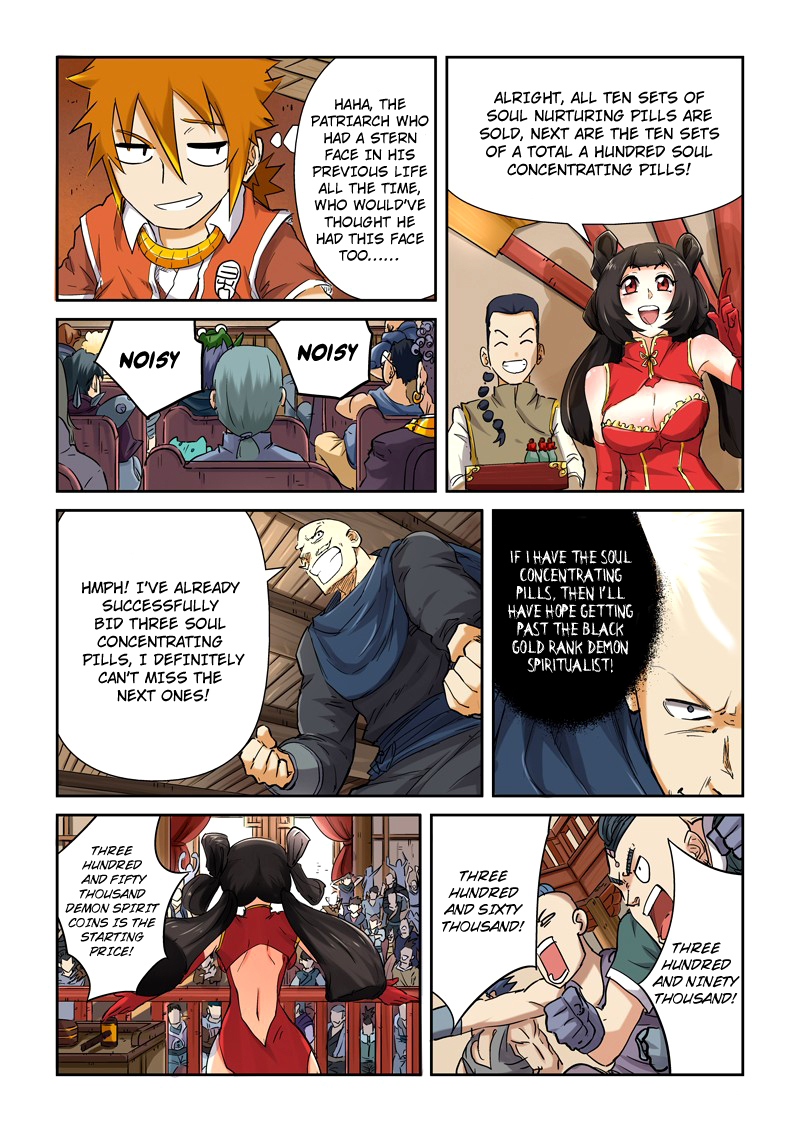 HAHA, THE
PATRIARCH WHO
HAD A STERN
FACE IN HIS
PREVIOUS LIFE
ALL THE TIME,
WHO WOULD'VE
THOUGHT HE
HAD THIS FACE
TOO......
ALRIGHT, ALL TEN SETS OF
SOUL NURTURING PILLS ARE
SOLD, NEXT ARE THE TEN SETS
OF A TOTAL A HUNDRED SOUL
CONCENTRATING PILLS!
NOISY
NOISY
HMPH! I'VE ALREADY
SUCCESSFULLY
BID THREE SOUL
CONCENTRATING
PILLS, I DEFINITELY
CAN'T MISS THE
NEXT ONES!
IF I HAVE THE SOUL
CONCENTRATING
PILLS, THEN I'LL
HAVE HOPE GETTING
PAST THE BLACK
GOLD RANK DEMON
SPIRITUALIST!
THREE
HUNDRED
AND FIFTY
THOUSAND
DEMON SPIRIT
COINS IS THE
STARTING
PRICE!
THREE
HUNDRED
AND SIXTY
THOUSAND!
THREE
HUNDRED
AND NINETY
THOUSAND!